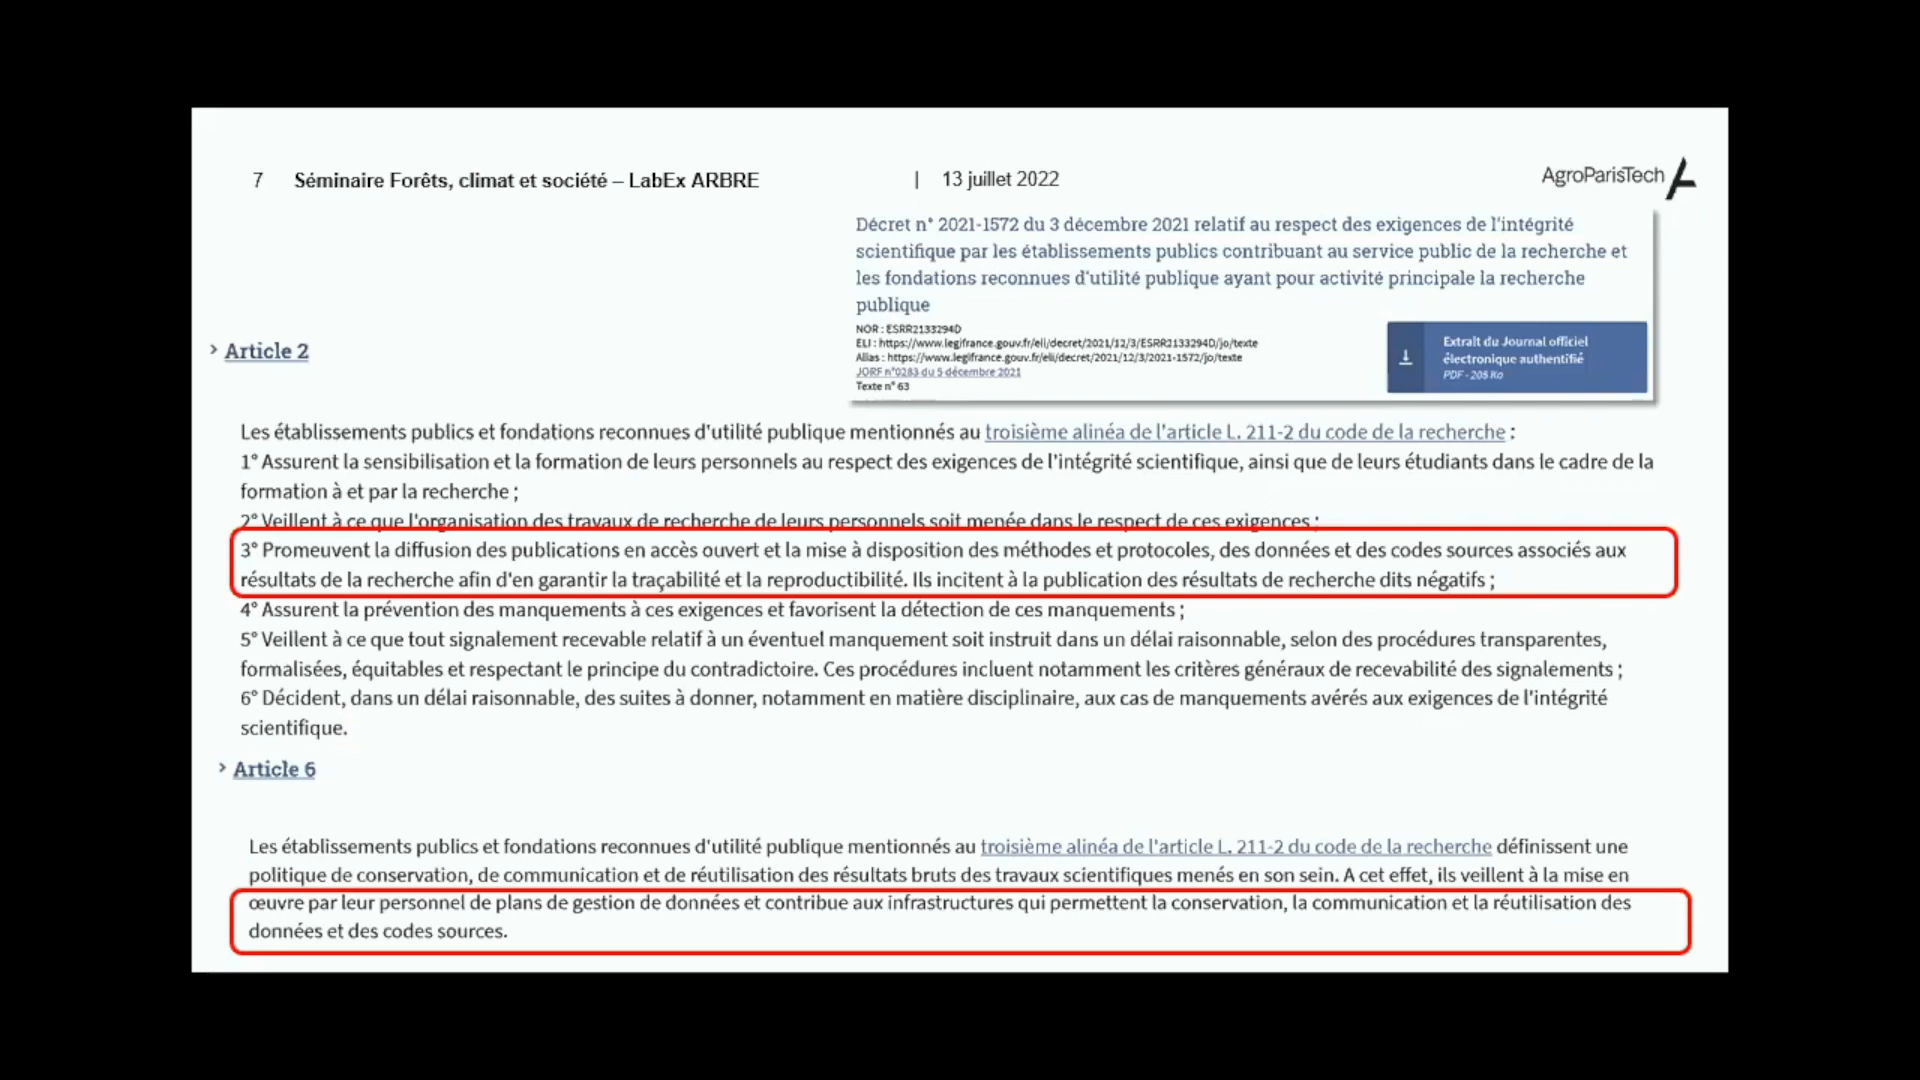 7 Séminaire Forêts, climat et société – LabEx ARBRE | 13 juillet 2022
AgroParisTech
Décret n° 2021-1572 du 3 décembre 2021 relatif au respect des exigences de l'intégrité
scientifique par les établissements publics contribuant au service public de la recherche et
les fondations reconnues d'utilité publique ayant pour activité principale la recherche
publique
NOR : ESRR2133294D
ELI : https://www.legifrance.gouv.fr/eli/decret/2021/12/3/ESRR2133294D/jo/texte
Alias : https://www.legifrance.gouv.fr/eli/decret/2021/12/3/2021-1572/jo/texte
JORF n°0283 du 5 décembre 2021
Texte n° 63
Extrait du Journal officiel
électronique authentifié
PDF - 205 Ko
> Article 2
Les établissements publics et fondations reconnues d'utilité publique mentionnés au troisième alinéa de l'article L. 211-2 du code de la recherche :
1° Assurent la sensibilisation et la formation de leurs personnels au respect des exigences de l'intégrité scientifique, ainsi que de leurs étudiants dans le cadre de la
formation à et par la recherche ;
2° Veillent à ce que l'organisation des travaux de recherche de leurs personnels soit menée dans le respect de ces exigences ;
3° Promeuvent la diffusion des publications en accès ouvert et la mise à disposition des méthodes et protocoles, des données et des codes sources associés aux
résultats de la recherche afin d'en garantir la traçabilité et la reproductibilité. Ils incitent à la publication des résultats de recherche dits négatifs ;
4° Assurent la prévention des manquements à ces exigences et favorisent la détection de ces manquements ;
5° Veillent à ce que tout signalement recevable relatif à un éventuel manquement soit instruit dans un délai raisonnable, selon des procédures transparentes,
formalisées, équitables et respectant le principe du contradictoire. Ces procédures incluent notamment les critères généraux de recevabilité des signalements ;
6° Décident, dans un délai raisonnable, des suites à donner, notamment en matière disciplinaire, aux cas de manquements avérés aux exigences de l'intégrité
scientifique.
> Article 6
Les établissements publics et fondations reconnues d'utilité publique mentionnés au troisième alinéa de l'article L. 211-2 du code de la recherche définissent une
politique de conservation, de communication et de réutilisation des résultats bruts des travaux scientifiques menés en son sein. A cet effet, ils veillent à la mise en
œuvre par leur personnel de plans de gestion de données et contribue aux infrastructures qui permettent la conservation, la communication et la réutilisation des
données et des codes sources.